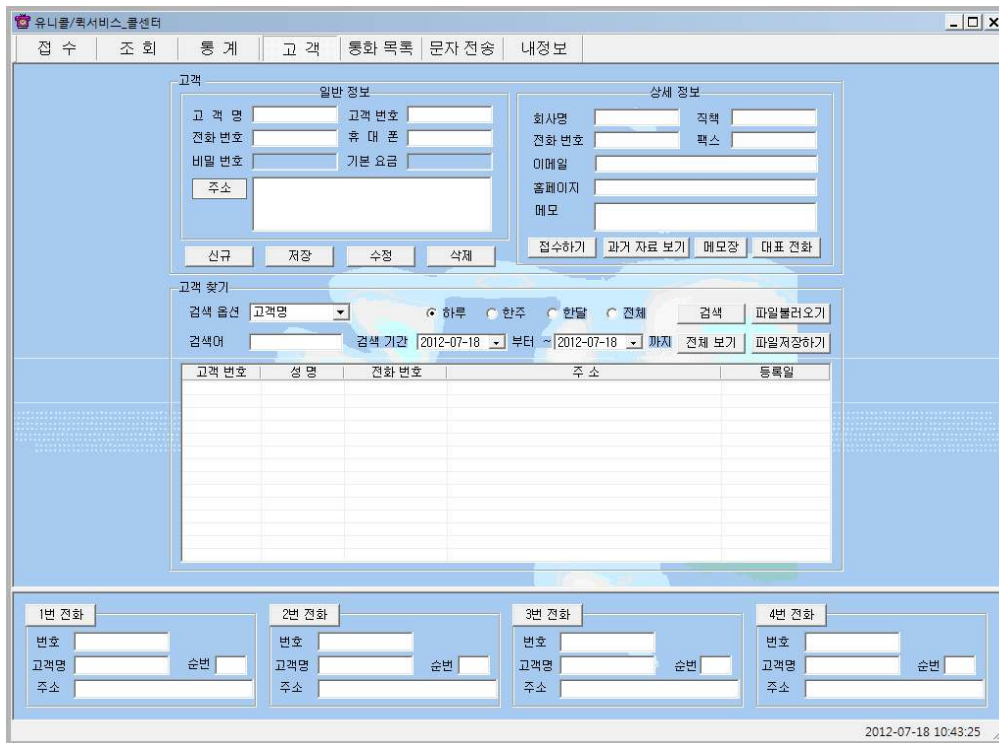 유니콜/퀵서비스_콜센터
접 수 조 회 통 계 고 객 통화 목록 문자 전송 내정보
고객
일반 정보 상세 정보
고 객 명 고객 번호 회사명 직책
전화 번호 휴 대 폰 전화 번호 팩스
비밀 번호 기본 요금 이메일
주소 홈페이지
메모
신규 저장 수정 삭제 접수하기 과거 자료 보기 메모장 대표 전화
고객 찾기
검색 옵션 고객명 하루 한주 한달 전체 검색 파일불러오기
검색어 검색 기간 2012-07-18 부터 ~ 2012-07-18 까지 전체 보기 파일저장하기
고객 번호 성 명 전화 번호 주 소 등록일
1번 전화 2번 전화 3번 전화 4번 전화
번호 번호 번호 번호
고객명 순번 고객명 순번 고객명 순번 고객명 순번
주소 주소 주소 주소
2012-07-18 10:43:25